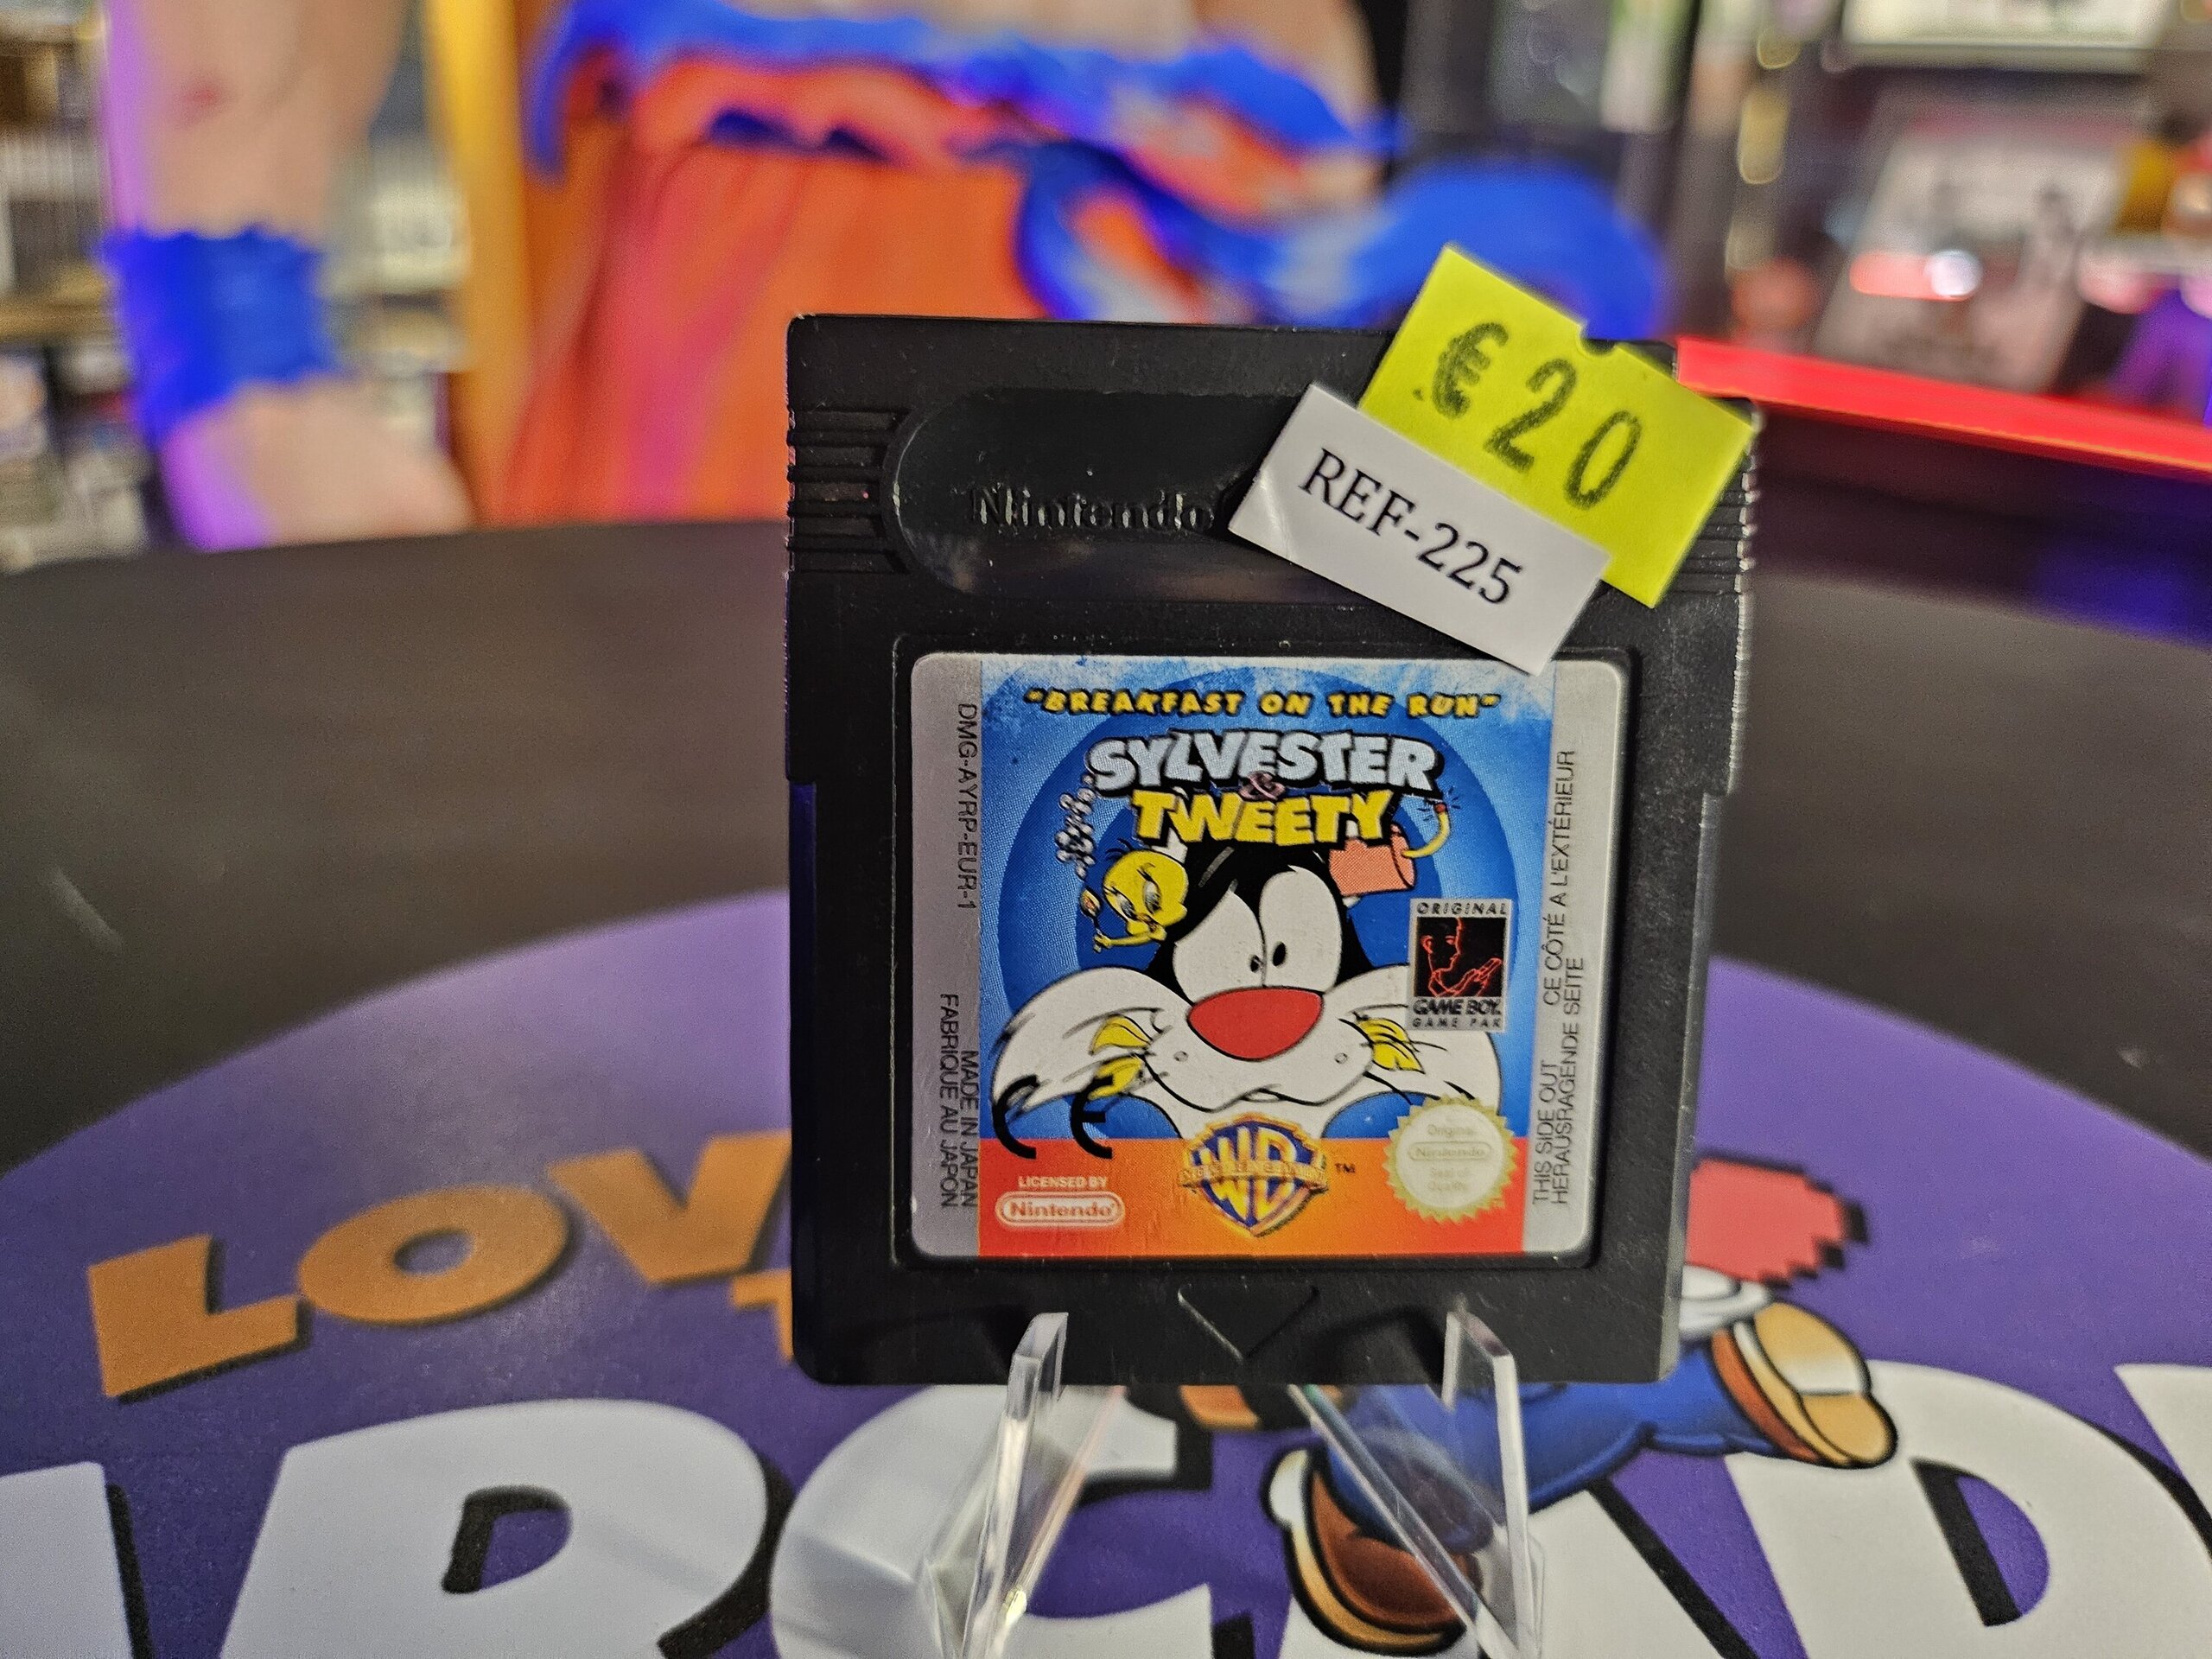 €20
Nintendo
REF-225
"BREAKFAST ON THE RUN"
SYLVESTER
&
TWEETY
DMG-AYRP-EUR-1
MADE IN JAPAN
FABRIQUE AU JAPON
ORIGINAL
GAME BOY
GAME PAK
THIS SIDE OUT CE CÔTÉ A L'EXTÉRIEUR
HERAUSRAGENDE SEITE
CE
LICENSED BY
Nintendo
WB
TM
Original
Nintendo
Seal of
Quality
LOV